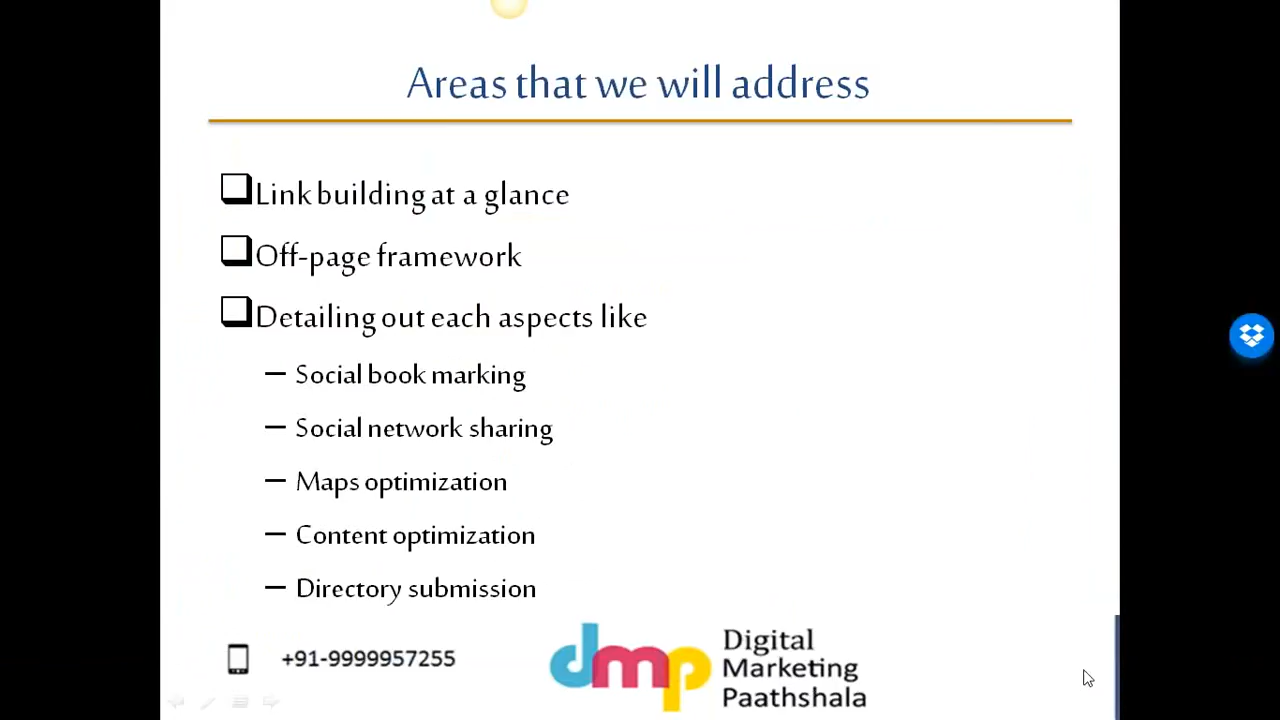 Areas that we will address
Link building at a glance
Off-page framework
Detailing out each aspects like
– Social book marking
– Social network sharing
– Maps optimization
– Content optimization
– Directory submission
+91-9999957255
dmp
Digital
Marketing
Paathshala